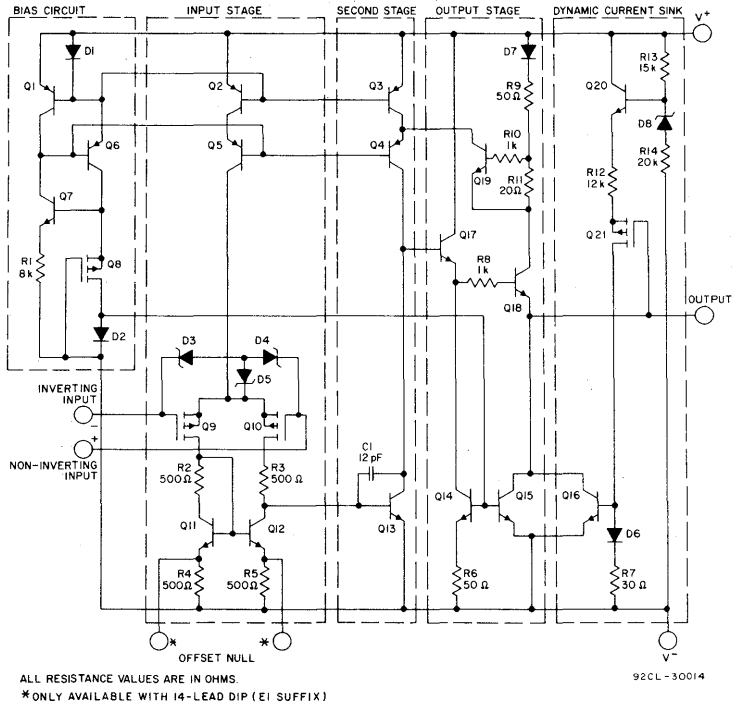 BIAS CIRCUIT
INPUT STAGE
SECOND STAGE
OUTPUT STAGE
DYNAMIC CURRENT SINK
V+
D1
D7
R13
15k
Q1
Q2
Q3
R9
50Ω
Q20
D8
Q6
Q5
Q4
R10
1k
Q19
R11
20Ω
R14
20k
R12
12k
Q7
Q17
Q21
R1
8k
Q8
R8
1k
Q18
OUTPUT
D2
D3
D4
D5
INVERTING
INPUT
−
Q9
Q10
+
NON-INVERTING
INPUT
C1
12pF
R2
500Ω
R3
500Ω
Q14
Q15
Q16
Q11
Q12
Q13
D6
R4
500Ω
R5
500Ω
R6
50Ω
R7
30Ω
*
*
OFFSET NULL
V−
ALL RESISTANCE VALUES ARE IN OHMS.
*ONLY AVAILABLE WITH 14-LEAD DIP (E1 SUFFIX)
92CL-30014